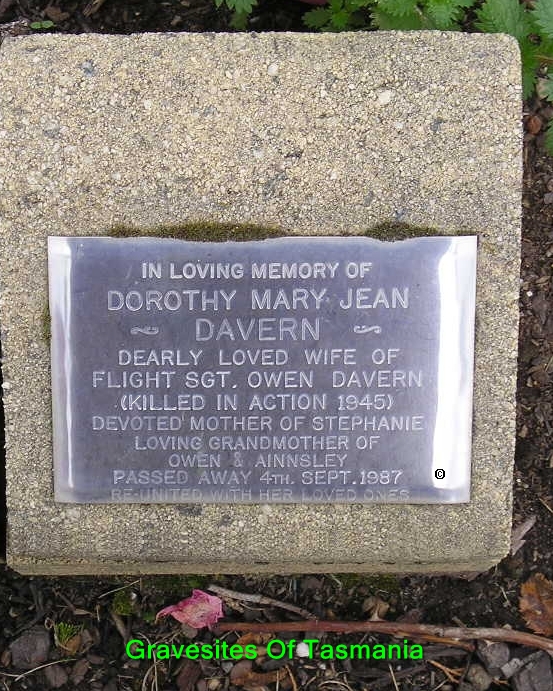 IN LOVING MEMORY OF
DOROTHY MARY JEAN
DAVERN
DEARLY LOVED WIFE OF
FLIGHT SGT. OWEN DAVERN
(KILLED IN ACTION 1945)
DEVOTED MOTHER OF STEPHANIE
LOVING GRANDMOTHER OF
OWEN & AINNSLEY
PASSED AWAY 4TH. SEPT. 1987
©
RE-UNITED WITH HER LOVED ONES
Gravesites Of Tasmania